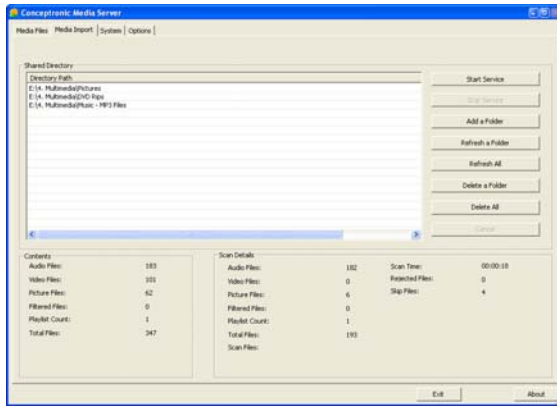 Conceptronic Media Server
Media Files Media Import System Options
Shared Directory
Directory Path
E:\4. Multimedia\Pictures
E:\4. Multimedia\DVD Rips
E:\4. Multimedia\Music - MP3 Files
Start Service
Stop Service
Add a Folder
Refresh a Folder
Refresh All
Delete a Folder
Delete All
Cancel
Contents
Audio Files: 183
Video Files: 101
Picture Files: 62
Filtered Files: 0
Playlist Count: 1
Total Files: 347
Scan Details
Audio Files: 182
Video Files: 0
Picture Files: 6
Filtered Files: 0
Playlist Count: 1
Total Files: 193
Scan Files:
Scan Time: 00:00:18
Rejected Files: 0
Skip Files: 4
Exit About